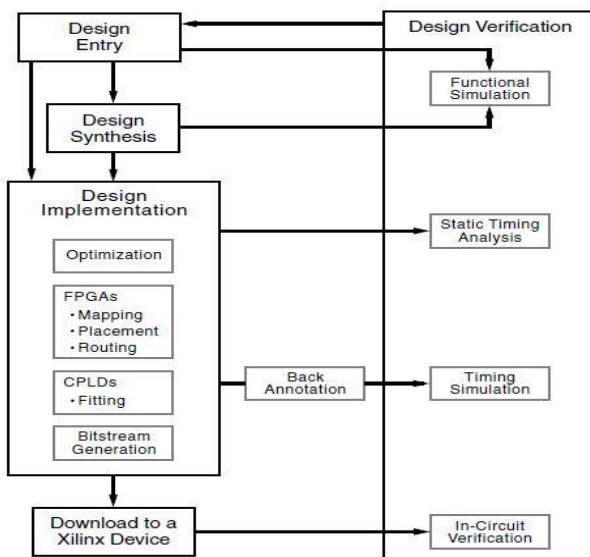 Design
Entry
Design Verification
Functional
Simulation
Design
Synthesis
Design
Implementation
Optimization
FPGAs
• Mapping
• Placement
• Routing
CPLDs
• Fitting
Bitstream
Generation
Static Timing
Analysis
Back
Annotation
Timing
Simulation
Download to a
Xilinx Device
In-Circuit
Verification